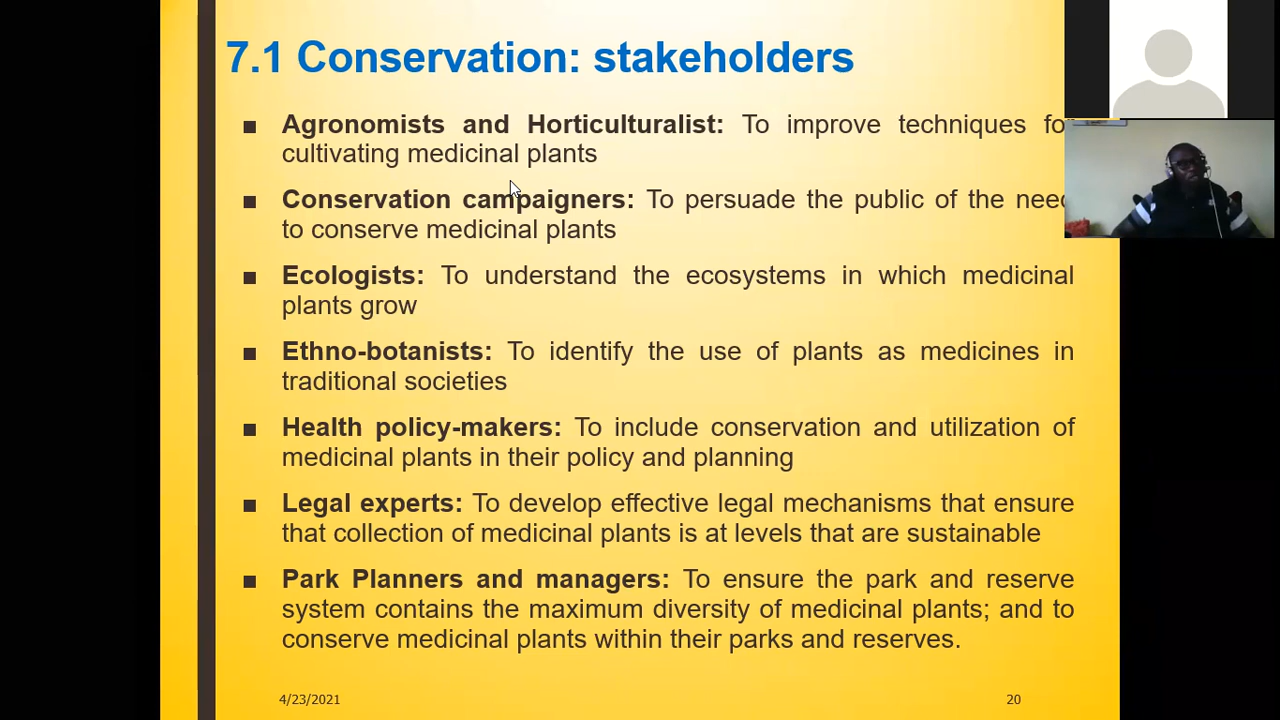 7.1 Conservation: stakeholders
■ Agronomists and Horticulturalist: To improve techniques for
cultivating medicinal plants
■ Conservation campaigners: To persuade the public of the need
to conserve medicinal plants
■ Ecologists: To understand the ecosystems in which medicinal
plants grow
■ Ethno-botanists: To identify the use of plants as medicines in
traditional societies
■ Health policy-makers: To include conservation and utilization of
medicinal plants in their policy and planning
■ Legal experts: To develop effective legal mechanisms that ensure
that collection of medicinal plants is at levels that are sustainable
■ Park Planners and managers: To ensure the park and reserve
system contains the maximum diversity of medicinal plants; and to
conserve medicinal plants within their parks and reserves.
4/23/2021 20